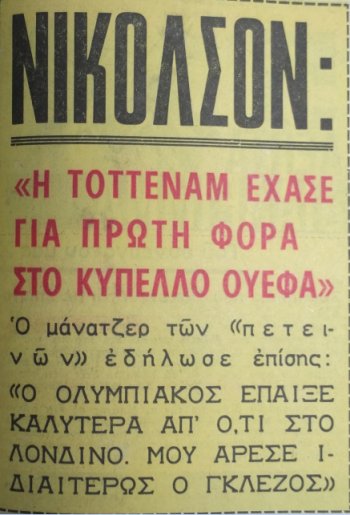 ΝΙΚΟΛΣΟΝ:
«Η ΤΟΤΤΕΝΑΜ ΕΧΑΣΕ
ΓΙΑ ΠΡΩΤΗ ΦΟΡΑ
ΣΤΟ ΚΥΠΕΛΛΟ ΟΥΕΦΑ»
Ὁ μάνατζερ τῶν «πετει-
νῶν» ἐδήλωσε ἐπίσης:
«Ο ΟΛΥΜΠΙΑΚΟΣ ΕΠΑΙΞΕ
ΚΑΛΥΤΕΡΑ ΑΠ' Ο,ΤΙ ΣΤΟ
ΛΟΝΔΙΝΟ. ΜΟΥ ΑΡΕΣΕ Ι-
ΔΙΑΙΤΕΡΩΣ Ο ΓΚΛΕΖΟΣ»